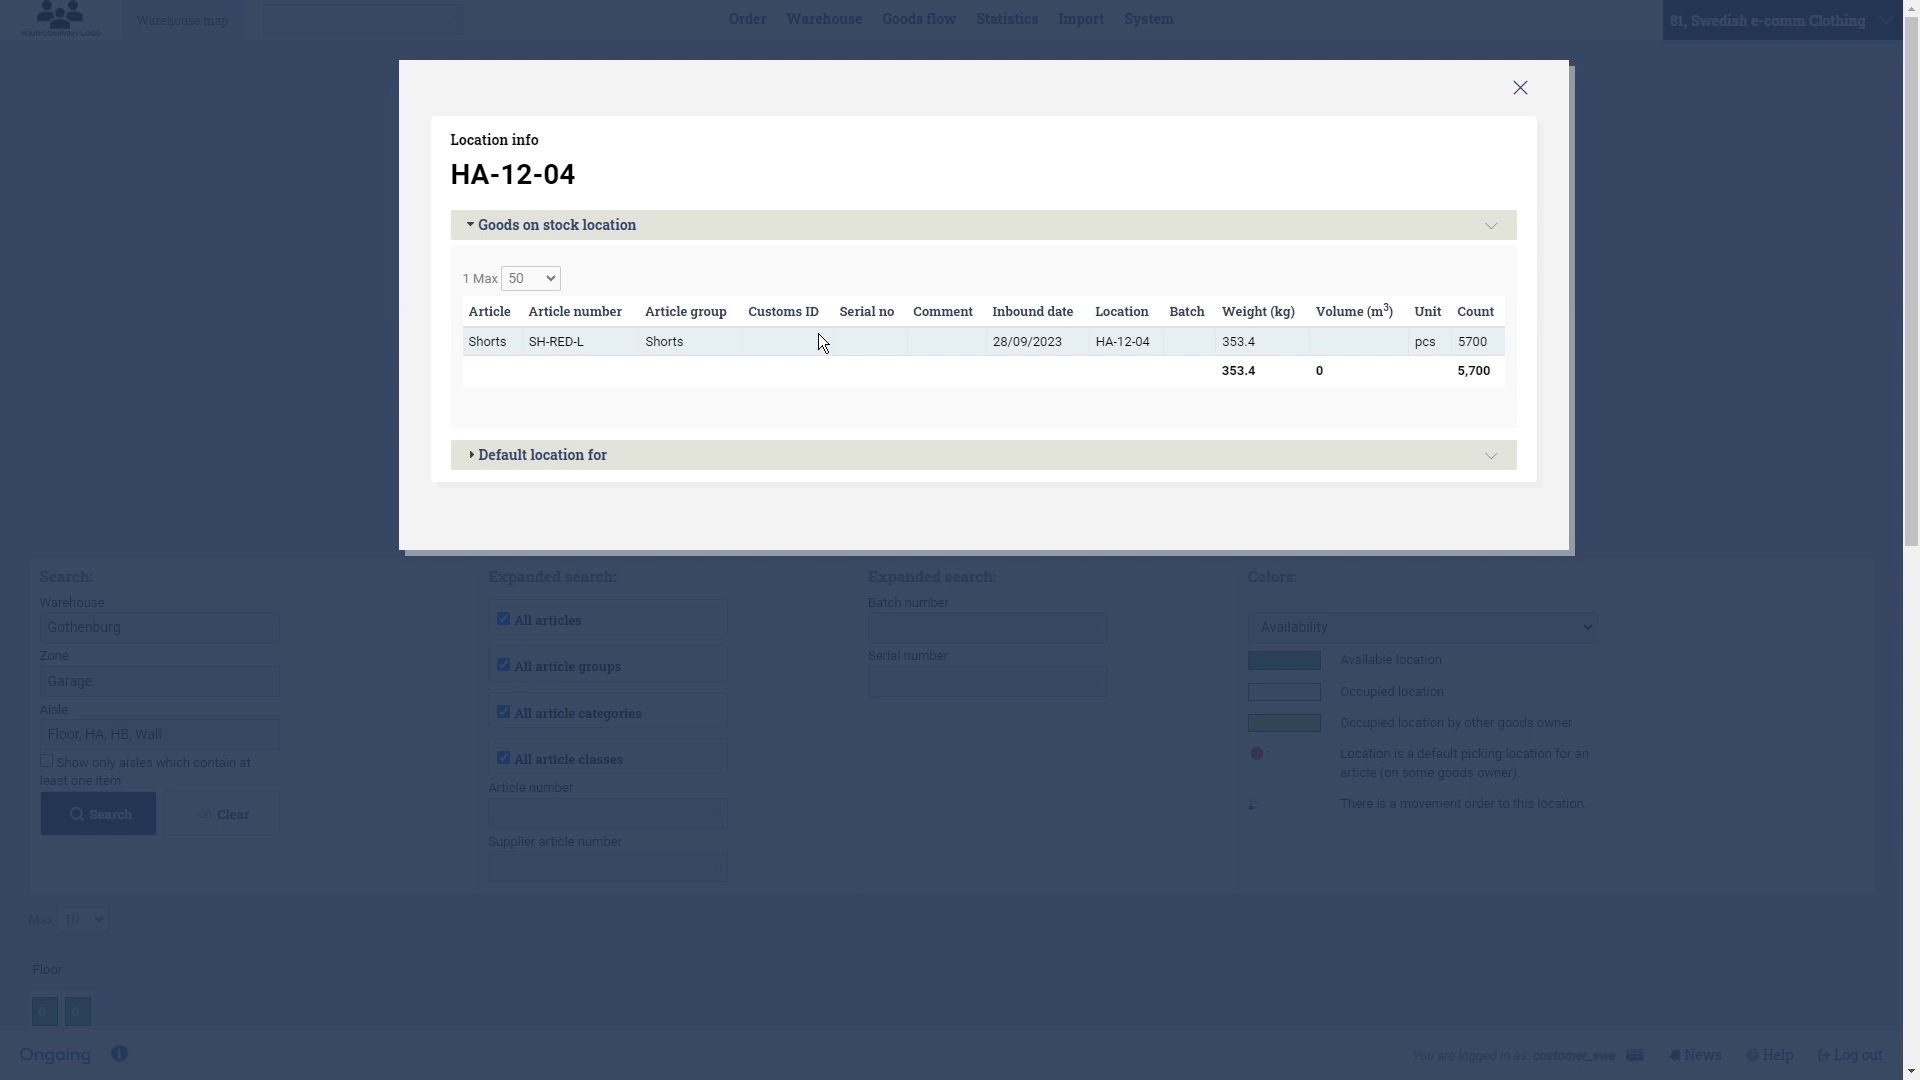 YOUR COMPANY LOGO
Warehouse map
Order Warehouse Goods flow Statistics Import System
81, Swedish e-comm Clothing
Location info
HA-12-04
Goods on stock location
1 Max 50
Article Article number Article group Customs ID Serial no Comment Inbound date Location Batch Weight (kg) Volume (m³) Unit Count
Shorts SH-RED-L Shorts 28/09/2023 HA-12-04 353.4 pcs 5700
353.4 0 5,700
Default location for
Search:
Warehouse
Gothenburg
Zone
Garage
Aisle
Floor, HA, HB, Wall
Show only aisles which contain at
least one item
Search Clear
Expanded search:
All articles
All article groups
All article categories
All article classes
Article number
Supplier article number
Expanded search:
Batch number
Serial number
Colors:
Availability
Available location
Occupied location
Occupied location by other goods owner
Location is a default picking location for an
article (on some goods owner).
There is a movement order to this location.
Max 10
Floor
0 0
Ongoing
You are logged in as: customer_swe News Help Log out